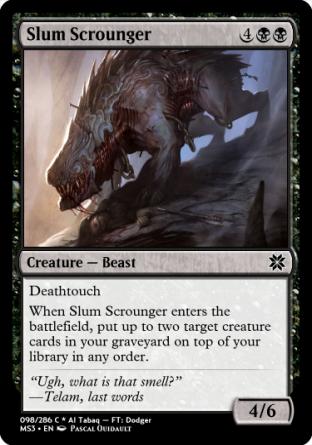 Slum Scrounger 4
Creature — Beast
Deathtouch
When Slum Scrounger enters the
battlefield, put up to two target creature
cards in your graveyard on top of your
library in any order.
"Ugh, what is that smell?"
—Telam, last words
4/6
098/286 C * Al Tabaq — FT: Dodger
MS3 • EN Pascal Quidault